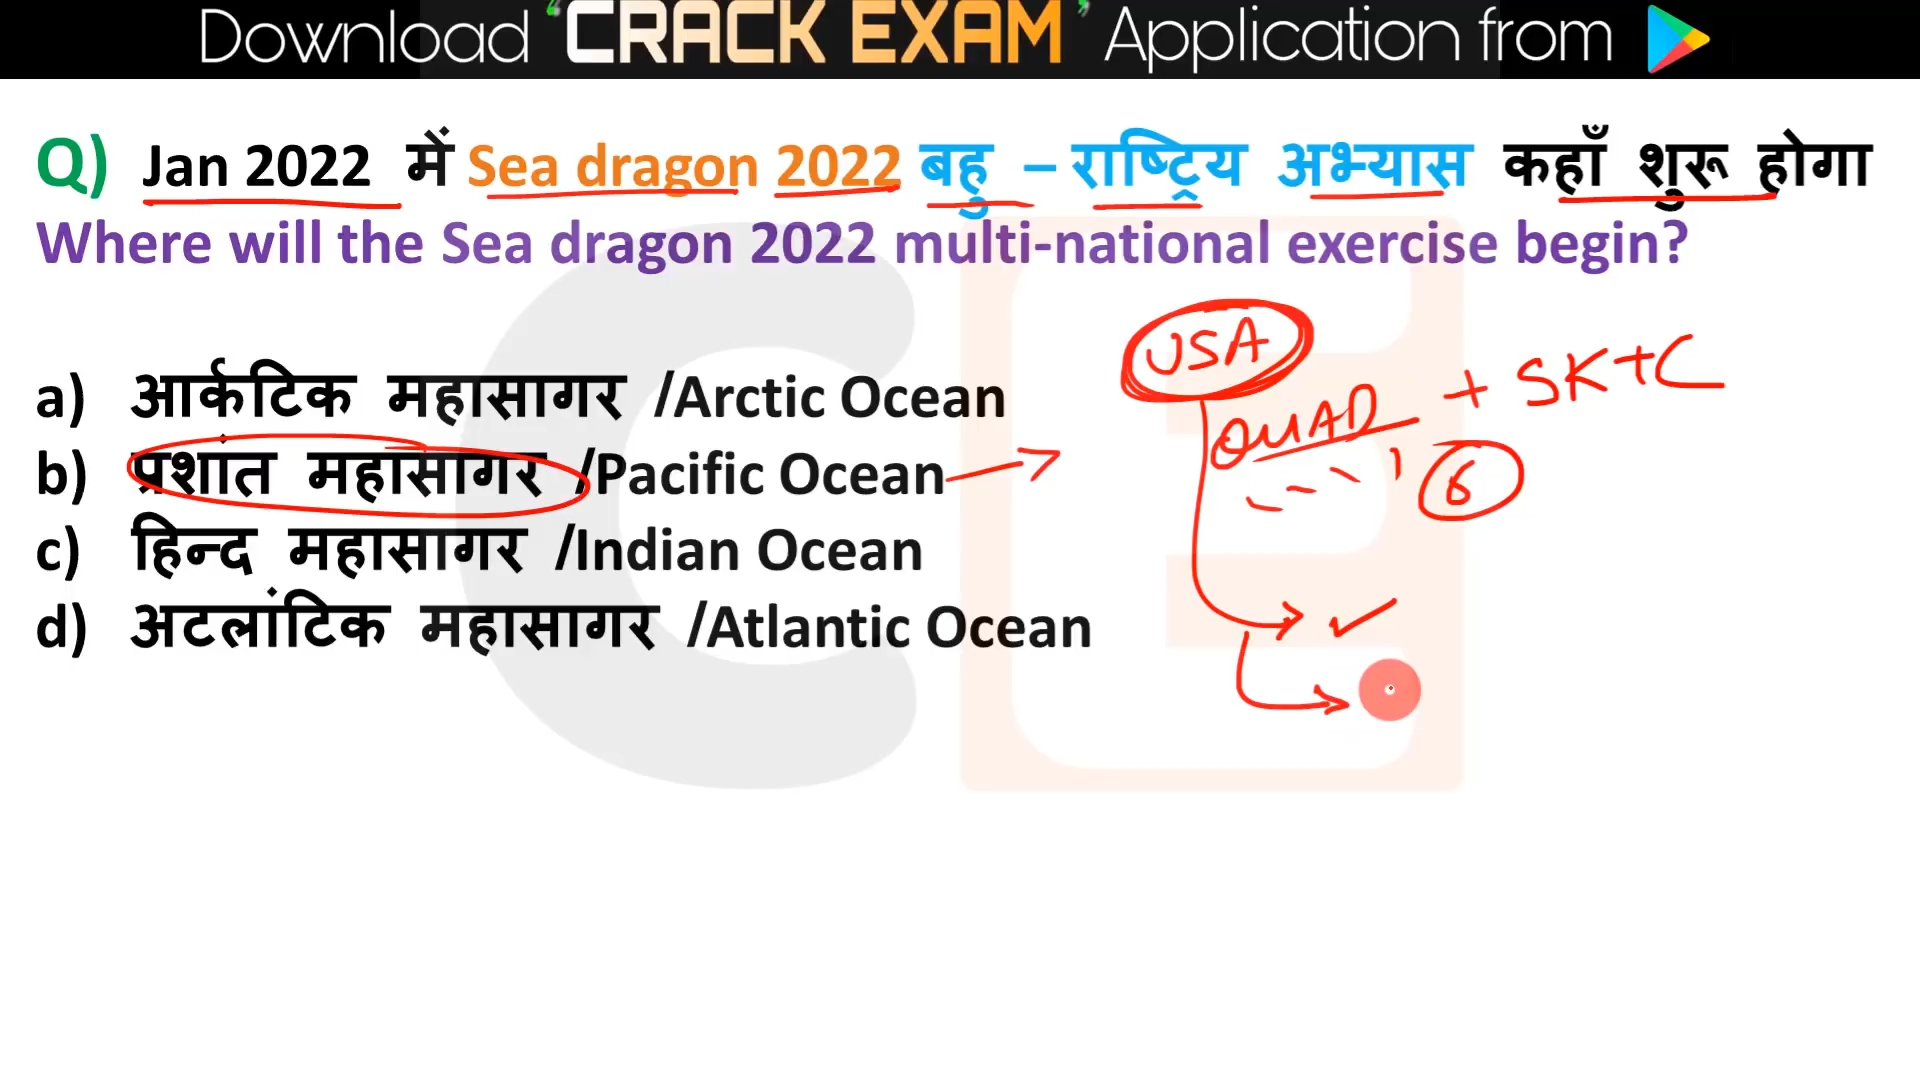 Download 'CRACK EXAM' Application from
Q) Jan 2022 में Sea dragon 2022 बहु – राष्ट्रिय अभ्यास कहाँ शुरू होगा
Where will the Sea dragon 2022 multi-national exercise begin?
USA
QUAD + SK+C
6
a) आर्कटिक महासागर /Arctic Ocean
b) प्रशांत महासागर /Pacific Ocean
c) हिन्द महासागर /Indian Ocean
d) अटलांटिक महासागर /Atlantic Ocean